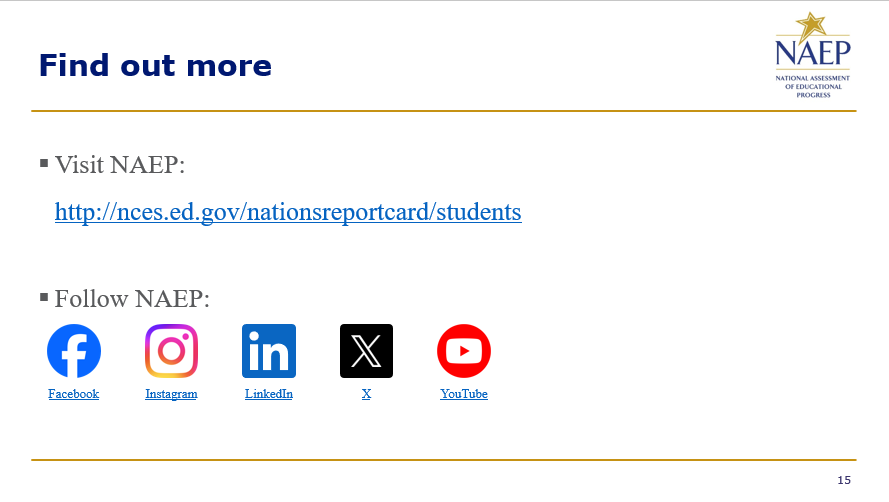 Find out more
NAEP
NATIONAL ASSESSMENT
OF EDUCATIONAL
PROGRESS
Visit NAEP:
http://nces.ed.gov/nationsreportcard/students
Follow NAEP:
Facebook Instagram LinkedIn X YouTube
15